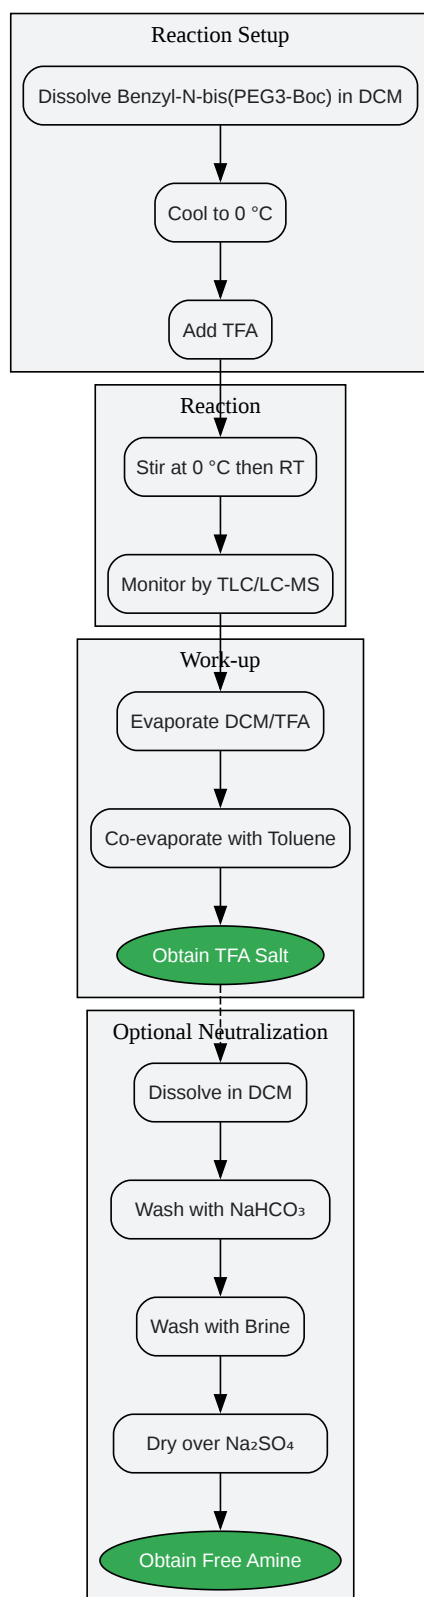 Reaction Setup
Dissolve Benzyl-N-bis(PEG3-Boc) in DCM
Cool to 0 °C
Add TFA
Reaction
Stir at 0 °C then RT
Monitor by TLC/LC-MS
Work-up
Evaporate DCM/TFA
Co-evaporate with Toluene
Obtain TFA Salt
Optional Neutralization
Dissolve in DCM
Wash with NaHCO₃
Wash with Brine
Dry over Na₂SO₄
Obtain Free Amine